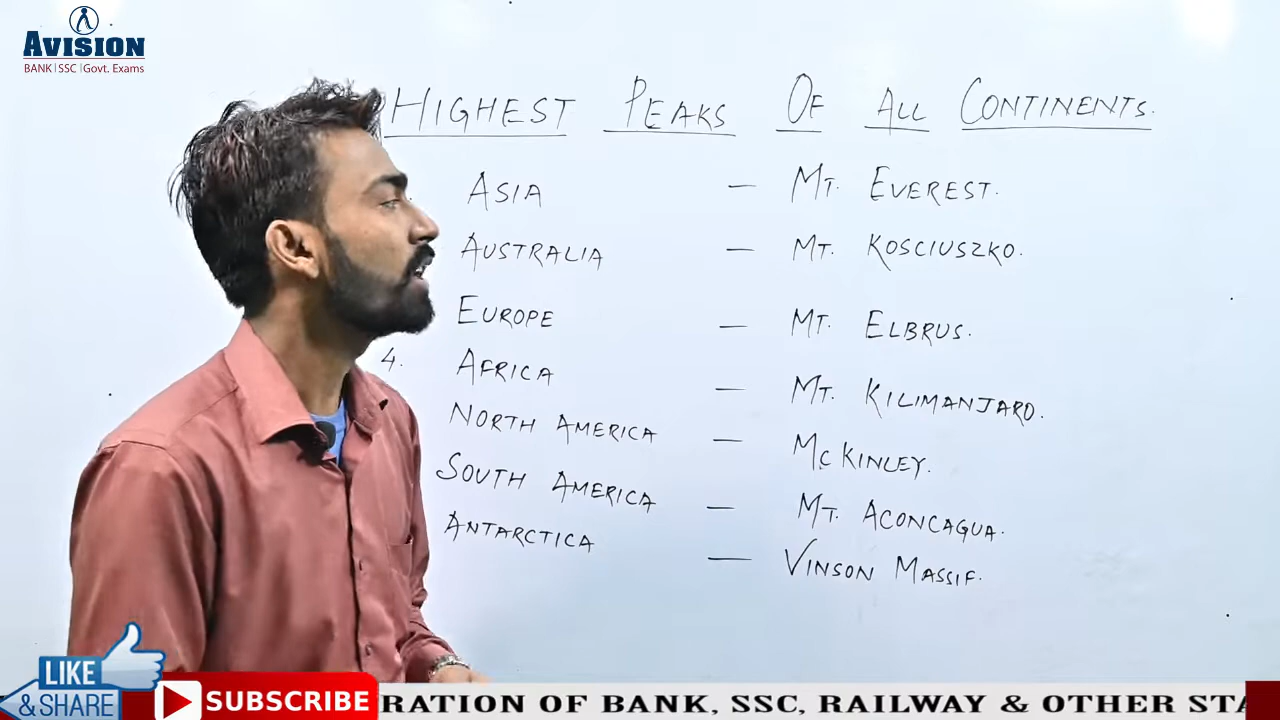 AVISION
BANK | SSC | Govt. Exams
HIGHEST PEAKS OF ALL CONTINENTS.
ASIA — MT. EVEREST.
AUSTRALIA — MT. KOSCIUSZKO.
EUROPE — MT. ELBRUS.
4. AFRICA — MT. KILIMANJARO.
NORTH AMERICA — MCKINLEY.
SOUTH AMERICA — MT. ACONCAGUA.
ANTARCTICA — VINSON MASSIF.
LIKE
& SHARE
SUBSCRIBE
RATION OF BANK, SSC, RAILWAY & OTHER STA